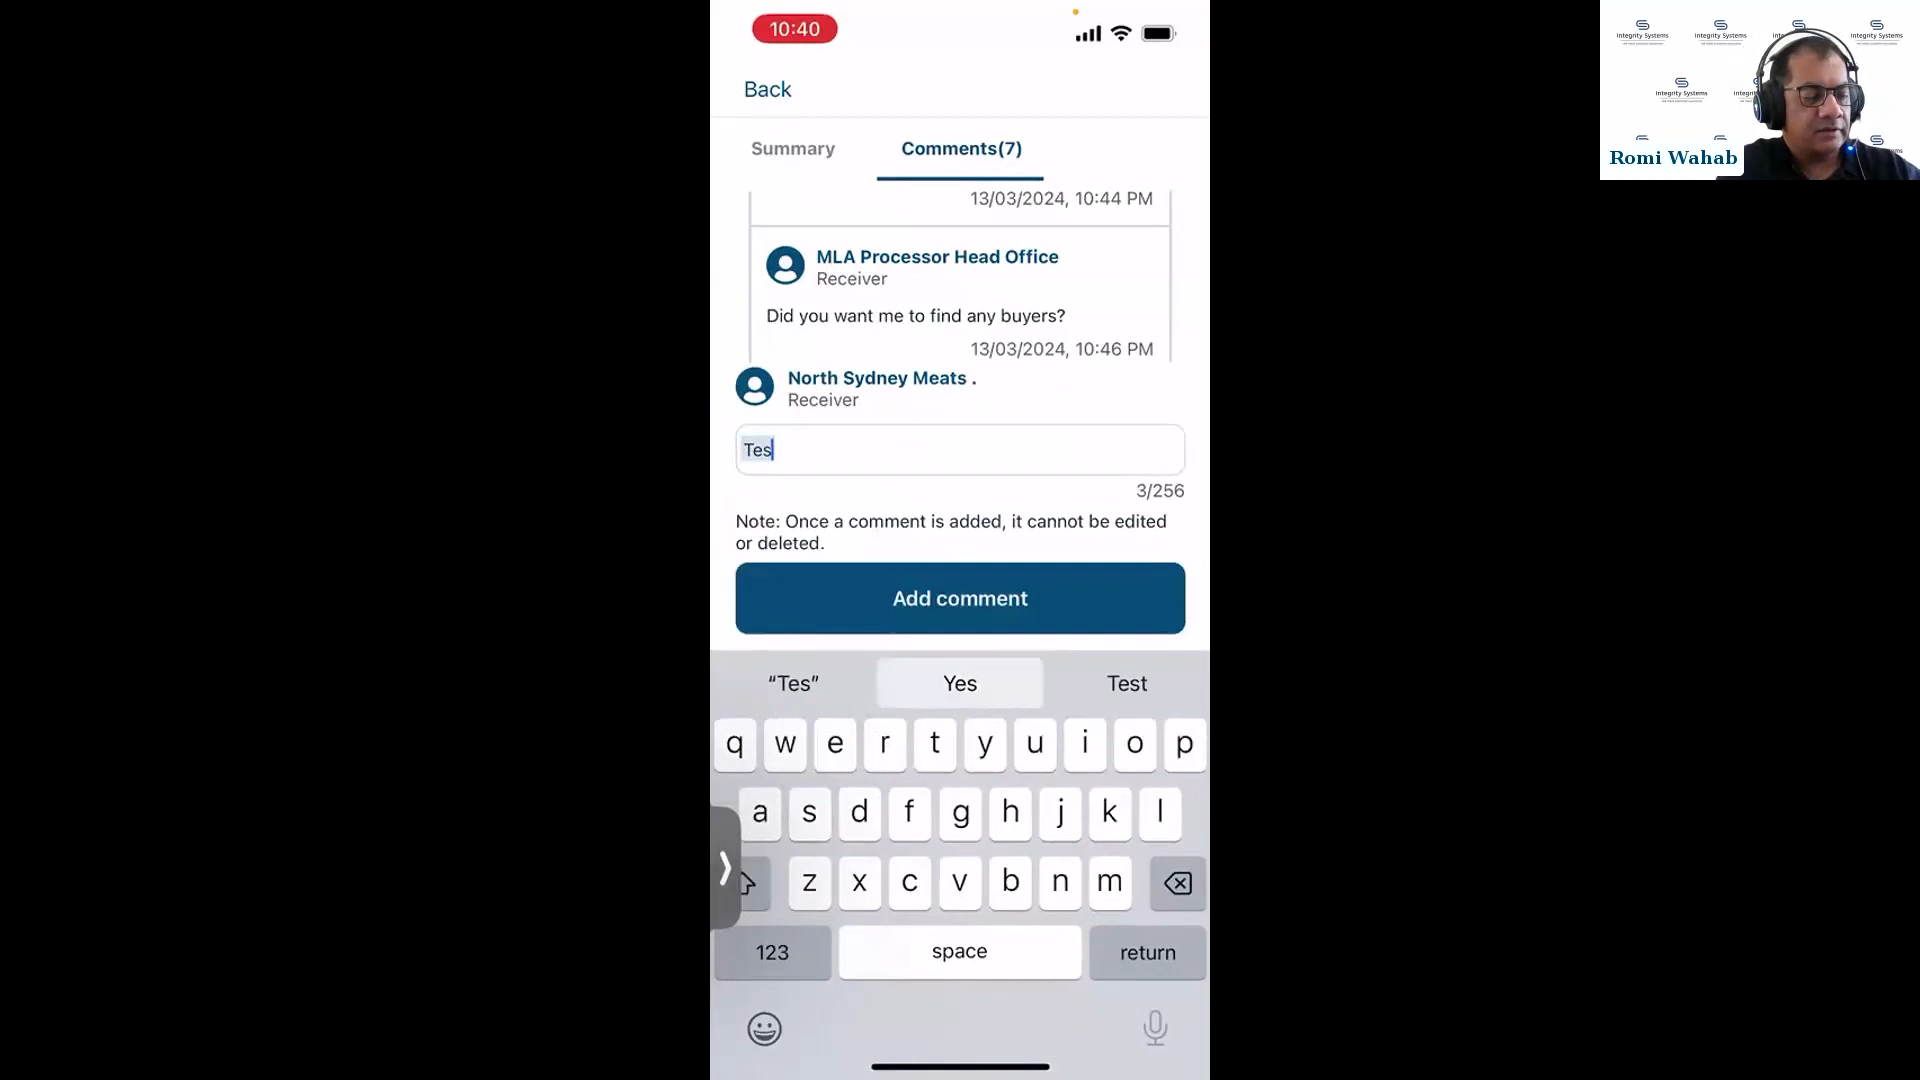 10:40
Back
Summary
Comments(7)
13/03/2024, 10:44 PM
MLA Processor Head Office
Receiver
Did you want me to find any buyers?
13/03/2024, 10:46 PM
North Sydney Meats .
Receiver
Tes
3/256
Note: Once a comment is added, it cannot be edited
or deleted.
Add comment
“Tes” Yes Test
q w e r t y u i o p
a s d f g h j k l
z x c v b n m
123 space return
Integrity Systems Integrity Systems Integrity Systems
Integrity Systems
Romi Wahab